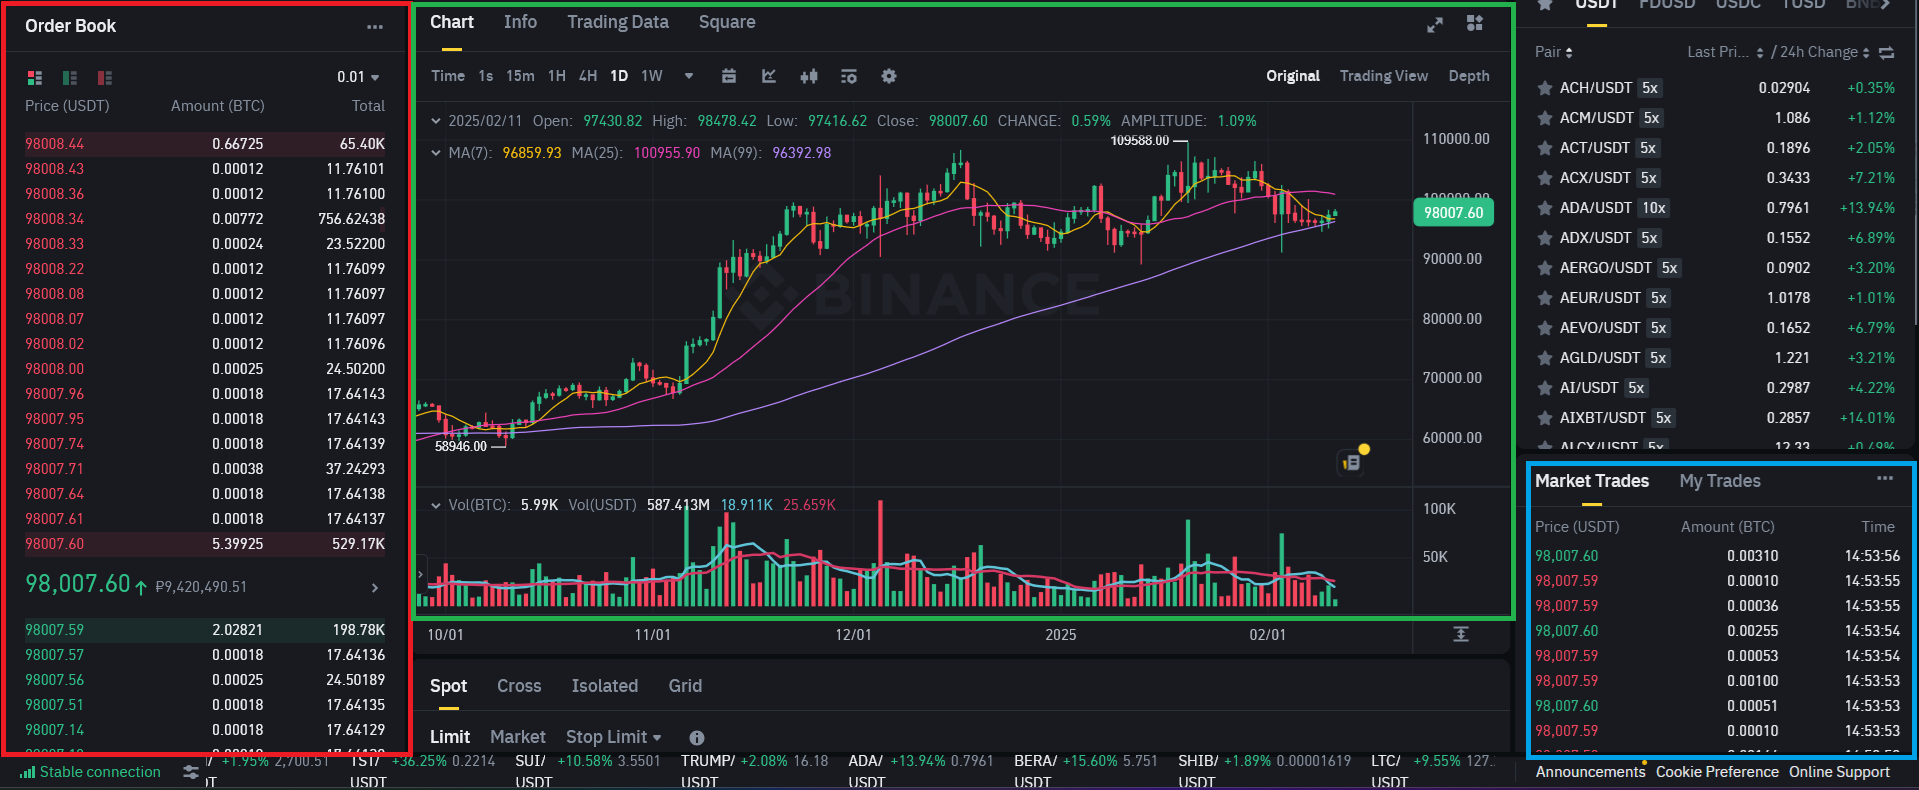 Order Book
0.01
Price (USDT) Amount (BTC) Total
98008.44 0.66725 65.40K
98008.43 0.00012 11.76101
98008.36 0.00012 11.76100
98008.34 0.00772 756.62438
98008.33 0.00024 23.52200
98008.22 0.00012 11.76099
98008.08 0.00012 11.76097
98008.07 0.00012 11.76097
98008.02 0.00012 11.76096
98008.00 0.00025 24.50200
98007.96 0.00018 17.64143
98007.95 0.00018 17.64143
98007.74 0.00018 17.64139
98007.71 0.00038 37.24293
98007.64 0.00018 17.64138
98007.61 0.00018 17.64137
98007.60 5.39925 529.17K
98,007.60 ↑ ₽9,420,490.51
98007.59 2.02821 198.78K
98007.57 0.00018 17.64136
98007.56 0.00025 24.50189
98007.51 0.00018 17.64135
98007.14 0.00018 17.64129
Chart Info Trading Data Square
Time 1s 15m 1H 4H 1D 1W Original Trading View Depth
2025/02/11 Open: 97430.82 High: 98478.42 Low: 97416.62 Close: 98007.60 CHANGE: 0.59% AMPLITUDE: 1.09%
MA(7): 96859.93 MA(25): 100955.90 MA(99): 96392.98
109588.00
58946.00
BINANCE
110000.00
100000.00
98007.60
90000.00
80000.00
70000.00
60000.00
Vol(BTC): 5.99K Vol(USDT) 587.413M 18.911K 25.659K
100K
50K
10/01 11/01 12/01 2025 02/01
Spot Cross Isolated Grid
Limit Market Stop Limit
USDT FDUSD USDC TUSD BNB
Pair Last Pri... / 24h Change
ACH/USDT 5x 0.02904 +0.35%
ACM/USDT 5x 1.086 +1.12%
ACT/USDT 5x 0.1896 +2.05%
ACX/USDT 5x 0.3433 +7.21%
ADA/USDT 10x 0.7961 +13.94%
ADX/USDT 5x 0.1552 +6.89%
AERGO/USDT 5x 0.0902 +3.20%
AEUR/USDT 5x 1.0178 +1.01%
AEVO/USDT 5x 0.1652 +6.79%
AGLD/USDT 5x 1.221 +3.21%
AI/USDT 5x 0.2987 +4.22%
AIXBT/USDT 5x 0.2857 +14.01%
ALCX/USDT 5x 12.33 +0.49%
Market Trades My Trades
Price (USDT) Amount (BTC) Time
98,007.60 0.00310 14:53:56
98,007.59 0.00010 14:53:55
98,007.59 0.00036 14:53:55
98,007.60 0.00255 14:53:54
98,007.59 0.00053 14:53:54
98,007.59 0.00100 14:53:53
98,007.60 0.00051 14:53:53
98,007.59 0.00010 14:53:53
Stable connection
+1.95% 2,700.51 TST/ +36.25% 0.2214 SUI/ +10.58% 3.5501 TRUMP/ +2.08% 16.18 ADA/ +13.94% 0.7961 BERA/ +15.60% 5.751 SHIB/ +1.89% 0.00001619 LTC/ +9.55% 127.
USDT USDT USDT USDT USDT USDT USDT
Announcements Cookie Preference Online Support